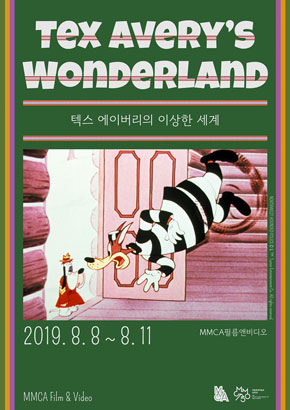 TEX AVERY'S
WONDERLAND
텍스 에이버리의 이상한 세계
2019. 8. 8 ~ 8. 11
MMCA필름앤비디오
MMCA Film & Video